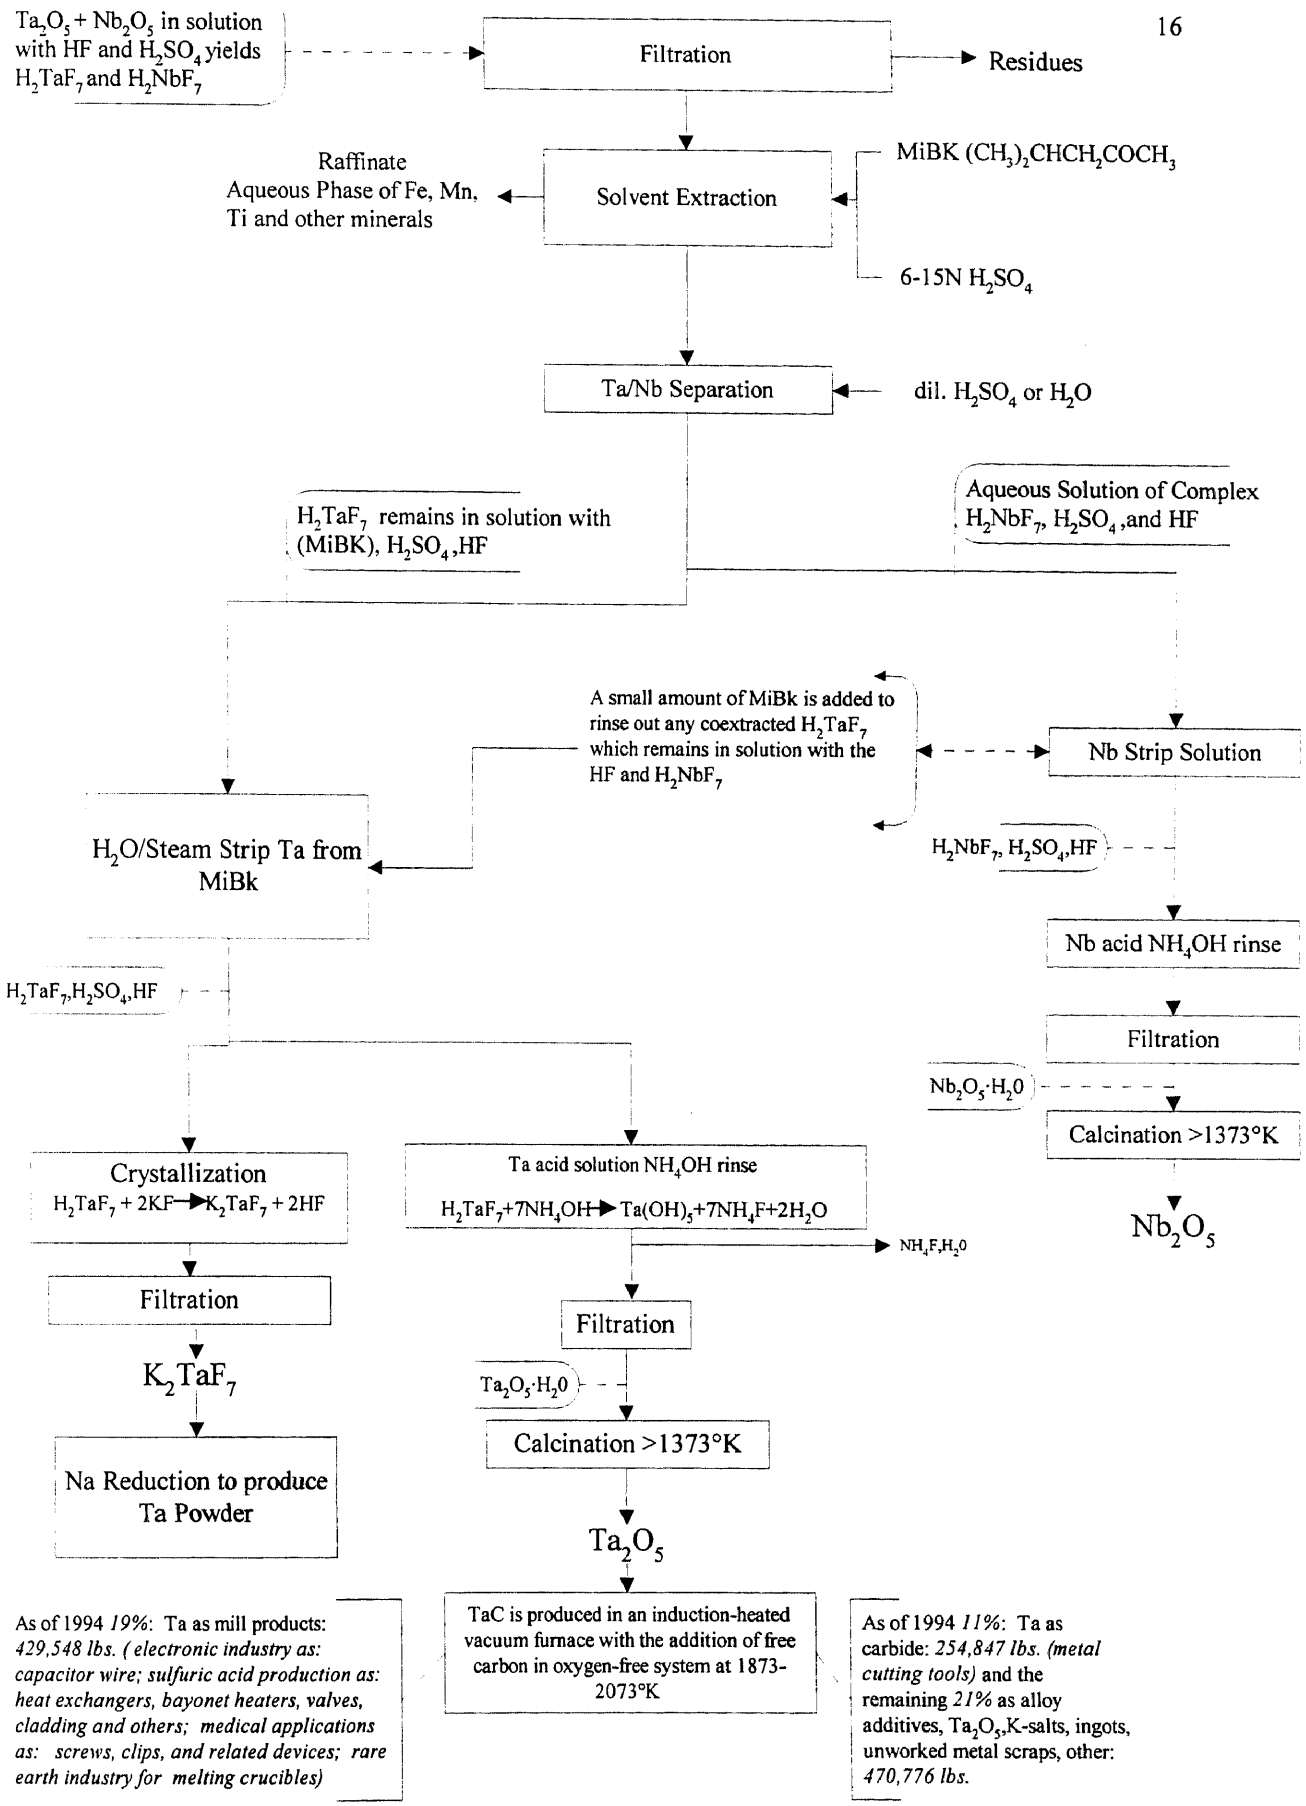 16
Ta₂O₅ + Nb₂O₅ in solution
with HF and H₂SO₄ yields
H₂TaF₇ and H₂NbF₇
Filtration
Residues
Raffinate
Aqueous Phase of Fe, Mn,
Ti and other minerals
Solvent Extraction
MiBK (CH₃)₂CHCH₂COCH₃
6-15N H₂SO₄
Ta/Nb Separation
dil. H₂SO₄ or H₂O
H₂TaF₇ remains in solution with
(MiBK), H₂SO₄,HF
Aqueous Solution of Complex
H₂NbF₇, H₂SO₄ ,and HF
A small amount of MiBk is added to
rinse out any coextracted H₂TaF₇
which remains in solution with the
HF and H₂NbF₇
Nb Strip Solution
H₂O/Steam Strip Ta from
MiBk
H₂NbF₇, H₂SO₄,HF
Nb acid NH₄OH rinse
H₂TaF₇,H₂SO₄,HF
Filtration
Nb₂O₅·H₂0
Calcination >1373°K
Nb₂O₅
Crystallization
H₂TaF₇ + 2KF→K₂TaF₇ + 2HF
Ta acid solution NH₄OH rinse
H₂TaF₇+7NH₄OH→Ta(OH)₅+7NH₄F+2H₂O
NH₄F,H₂0
Filtration
K₂TaF₇
Na Reduction to produce
Ta Powder
Filtration
Ta₂O₅·H₂0
Calcination >1373°K
Ta₂O₅
As of 1994 19%: Ta as mill products:
429,548 lbs. ( electronic industry as:
capacitor wire; sulfuric acid production as:
heat exchangers, bayonet heaters, valves,
cladding and others; medical applications
as: screws, clips, and related devices; rare
earth industry for melting crucibles)
TaC is produced in an induction-heated
vacuum furnace with the addition of free
carbon in oxygen-free system at 1873-
2073°K
As of 1994 11%: Ta as
carbide: 254,847 lbs. (metal
cutting tools) and the
remaining 21% as alloy
additives, Ta₂O₅,K-salts, ingots,
unworked metal scraps, other:
470,776 lbs.